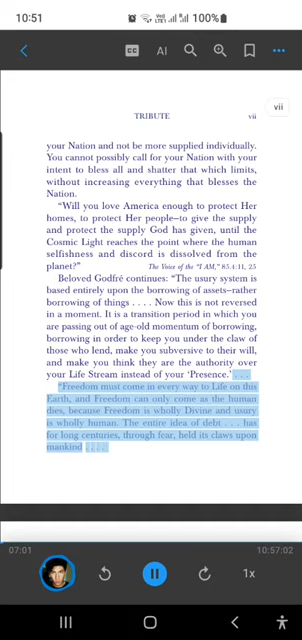 10:51
100%
CC
AI
vii
TRIBUTE vii
your Nation and not be more supplied individually.
You cannot possibly call for your Nation with your
intent to bless all and shatter that which limits,
without increasing everything that blesses the
Nation.
"Will you love America enough to protect Her
homes, to protect Her people—to give the supply
and protect the supply God has given, until the
Cosmic Light reaches the point where the human
selfishness and discord is dissolved from the
planet?" The Voice of the "I AM," 85.4:11, 25
Beloved Godfré continues: "The usury system is
based entirely upon the borrowing of assets—rather
borrowing of things . . . . Now this is not reversed
in a moment. It is a transition period in which you
are passing out of age-old momentum of borrowing,
borrowing in order to keep you under the claw of
those who lend, make you subversive to their will,
and make you think they are the authority over
your Life Stream instead of your 'Presence.' . . .
"Freedom must come in every way to Life on this
Earth, and Freedom can only come as the human
dies, because Freedom is wholly Divine and usury
is wholly human. The entire idea of debt . . . has
for long centuries, through fear, held its claws upon
mankind . . . .
07:01 10:57:02
1x